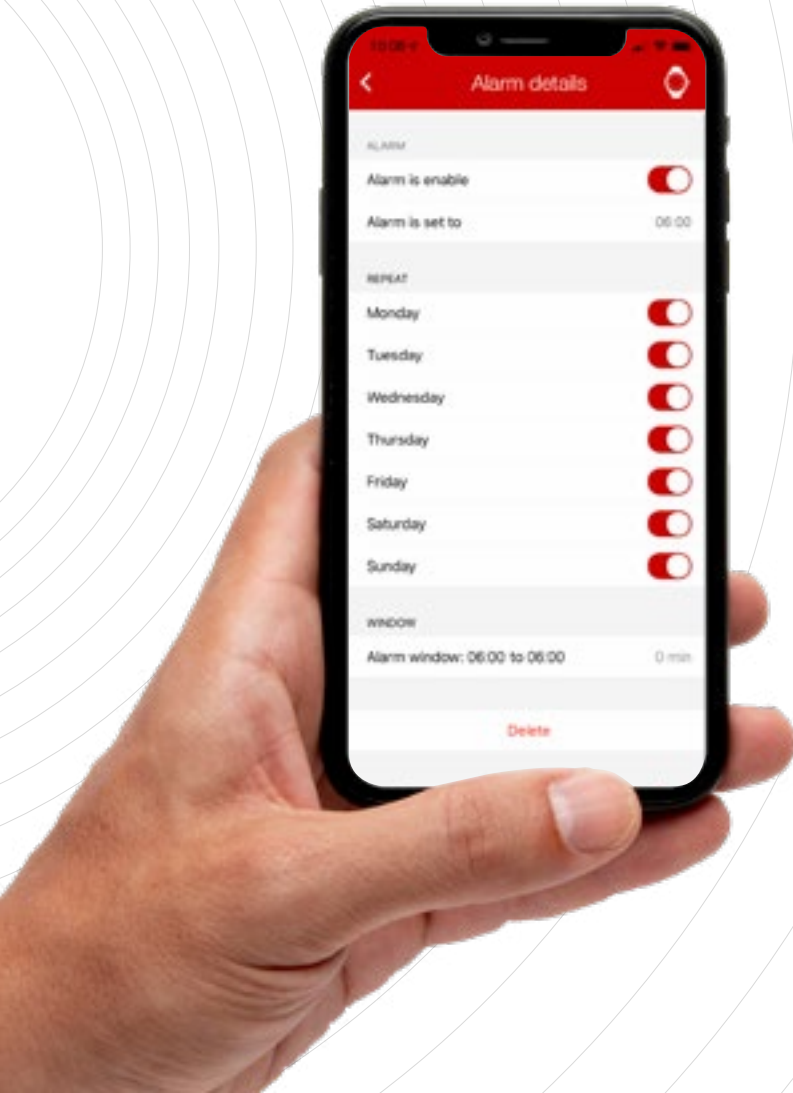 Alarm details
ALARM
Alarm is enable
Alarm is set to 06:00
REPEAT
Monday
Tuesday
Wednesday
Thursday
Friday
Saturday
Sunday
WINDOW
Alarm window: 06:00 to 06:00 0 min
Delete